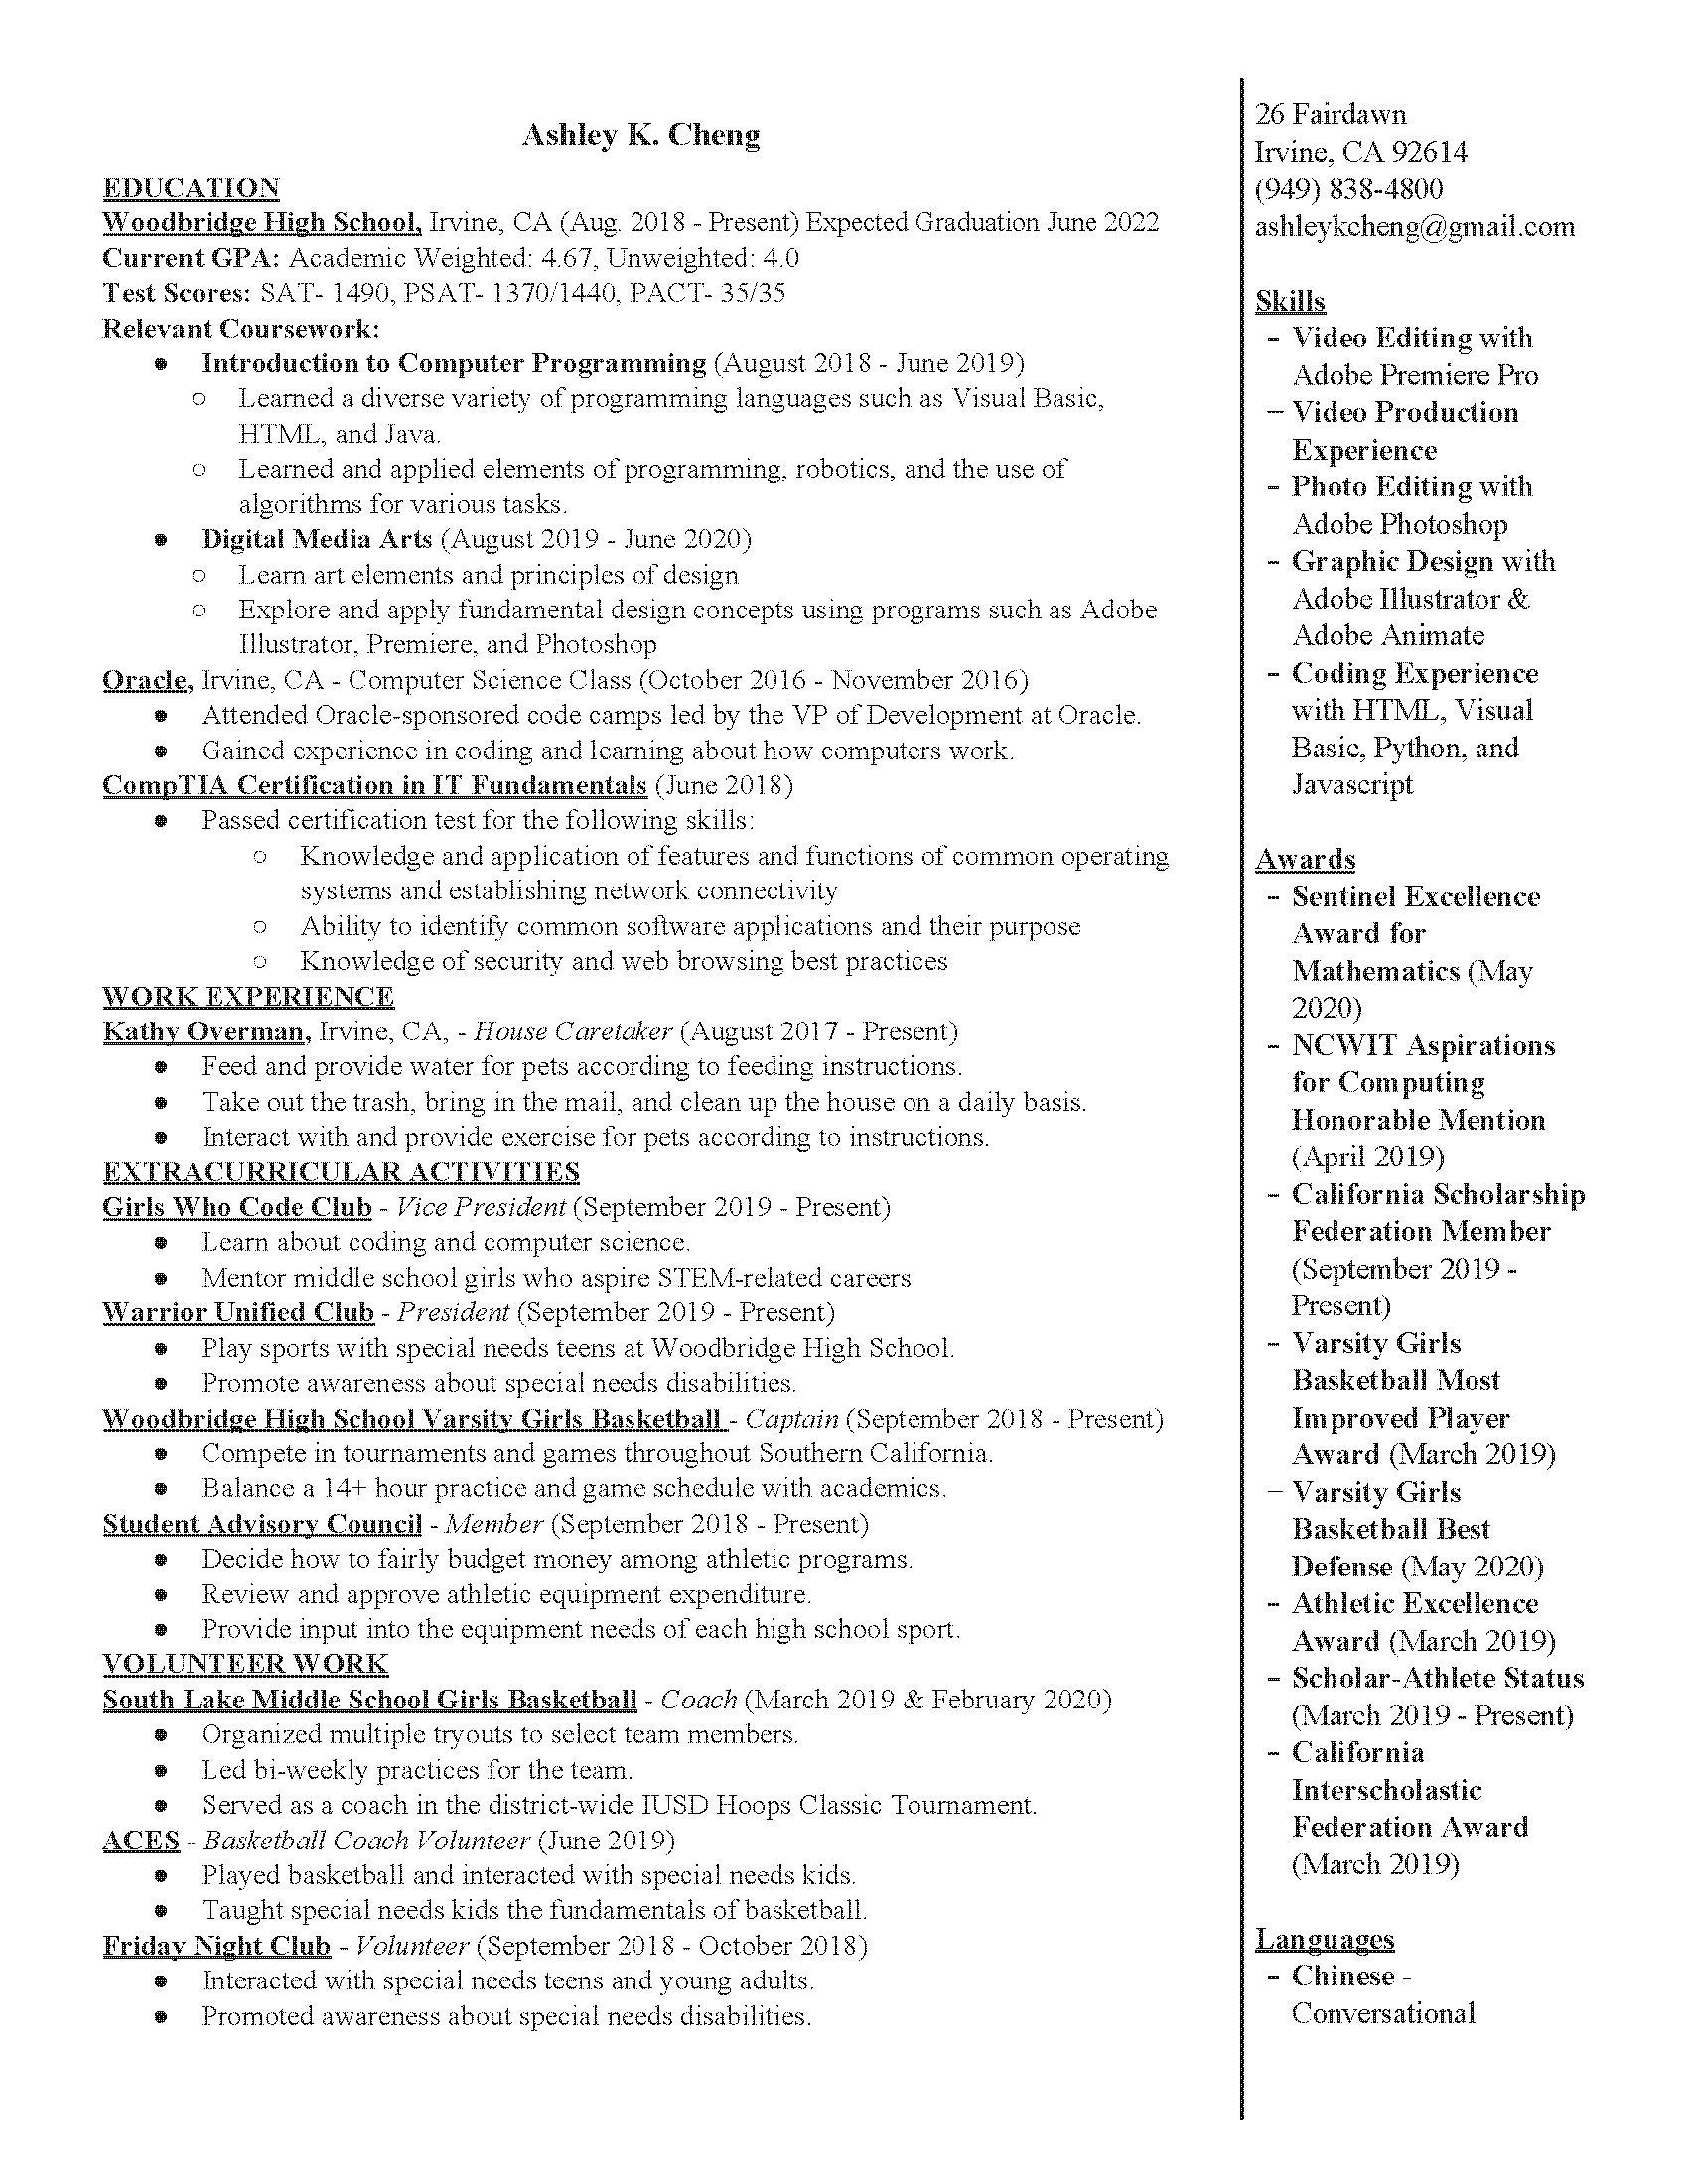 Ashley K. Cheng
EDUCATION
Woodbridge High School, Irvine, CA (Aug. 2018 - Present) Expected Graduation June 2022
Current GPA: Academic Weighted: 4.67, Unweighted: 4.0
Test Scores: SAT- 1490, PSAT- 1370/1440, PACT- 35/35
Relevant Coursework:
● Introduction to Computer Programming (August 2018 - June 2019)
○ Learned a diverse variety of programming languages such as Visual Basic,
HTML, and Java.
○ Learned and applied elements of programming, robotics, and the use of
algorithms for various tasks.
● Digital Media Arts (August 2019 - June 2020)
○ Learn art elements and principles of design
○ Explore and apply fundamental design concepts using programs such as Adobe
Illustrator, Premiere, and Photoshop
Oracle, Irvine, CA - Computer Science Class (October 2016 - November 2016)
● Attended Oracle-sponsored code camps led by the VP of Development at Oracle.
● Gained experience in coding and learning about how computers work.
CompTIA Certification in IT Fundamentals (June 2018)
● Passed certification test for the following skills:
○ Knowledge and application of features and functions of common operating
systems and establishing network connectivity
○ Ability to identify common software applications and their purpose
○ Knowledge of security and web browsing best practices
WORK EXPERIENCE
Kathy Overman, Irvine, CA, - House Caretaker (August 2017 - Present)
● Feed and provide water for pets according to feeding instructions.
● Take out the trash, bring in the mail, and clean up the house on a daily basis.
● Interact with and provide exercise for pets according to instructions.
EXTRACURRICULAR ACTIVITIES
Girls Who Code Club - Vice President (September 2019 - Present)
● Learn about coding and computer science.
● Mentor middle school girls who aspire STEM-related careers
Warrior Unified Club - President (September 2019 - Present)
● Play sports with special needs teens at Woodbridge High School.
● Promote awareness about special needs disabilities.
Woodbridge High School Varsity Girls Basketball - Captain (September 2018 - Present)
● Compete in tournaments and games throughout Southern California.
● Balance a 14+ hour practice and game schedule with academics.
Student Advisory Council - Member (September 2018 - Present)
● Decide how to fairly budget money among athletic programs.
● Review and approve athletic equipment expenditure.
● Provide input into the equipment needs of each high school sport.
VOLUNTEER WORK
South Lake Middle School Girls Basketball - Coach (March 2019 & February 2020)
● Organized multiple tryouts to select team members.
● Led bi-weekly practices for the team.
● Served as a coach in the district-wide IUSD Hoops Classic Tournament.
ACES - Basketball Coach Volunteer (June 2019)
● Played basketball and interacted with special needs kids.
● Taught special needs kids the fundamentals of basketball.
Friday Night Club - Volunteer (September 2018 - October 2018)
● Interacted with special needs teens and young adults.
● Promoted awareness about special needs disabilities.
26 Fairdawn
Irvine, CA 92614
(949) 838-4800
ashleykcheng@gmail.com
Skills
- Video Editing with
Adobe Premiere Pro
- Video Production
Experience
- Photo Editing with
Adobe Photoshop
- Graphic Design with
Adobe Illustrator &
Adobe Animate
- Coding Experience
with HTML, Visual
Basic, Python, and
Javascript
Awards
- Sentinel Excellence
Award for
Mathematics (May
2020)
- NCWIT Aspirations
for Computing
Honorable Mention
(April 2019)
- California Scholarship
Federation Member
(September 2019 -
Present)
- Varsity Girls
Basketball Most
Improved Player
Award (March 2019)
- Varsity Girls
Basketball Best
Defense (May 2020)
- Athletic Excellence
Award (March 2019)
- Scholar-Athlete Status
(March 2019 - Present)
- California
Interscholastic
Federation Award
(March 2019)
Languages
- Chinese -
Conversational